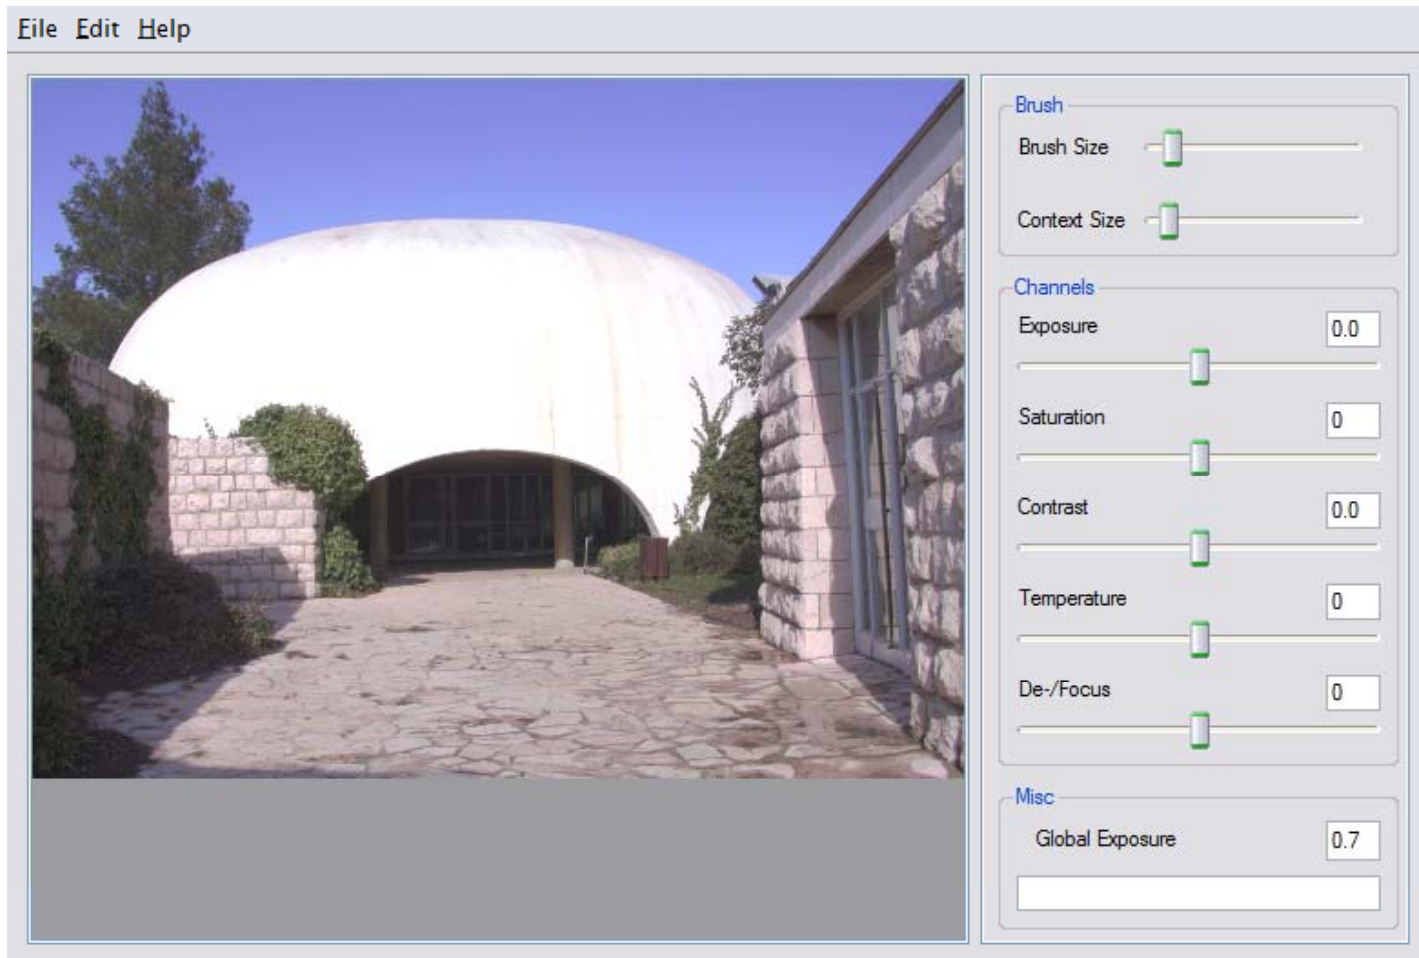 File Edit Help
Brush
Brush Size
Context Size
Channels
Exposure 0.0
Saturation 0
Contrast 0.0
Temperature 0
De-/Focus 0
Misc
Global Exposure 0.7